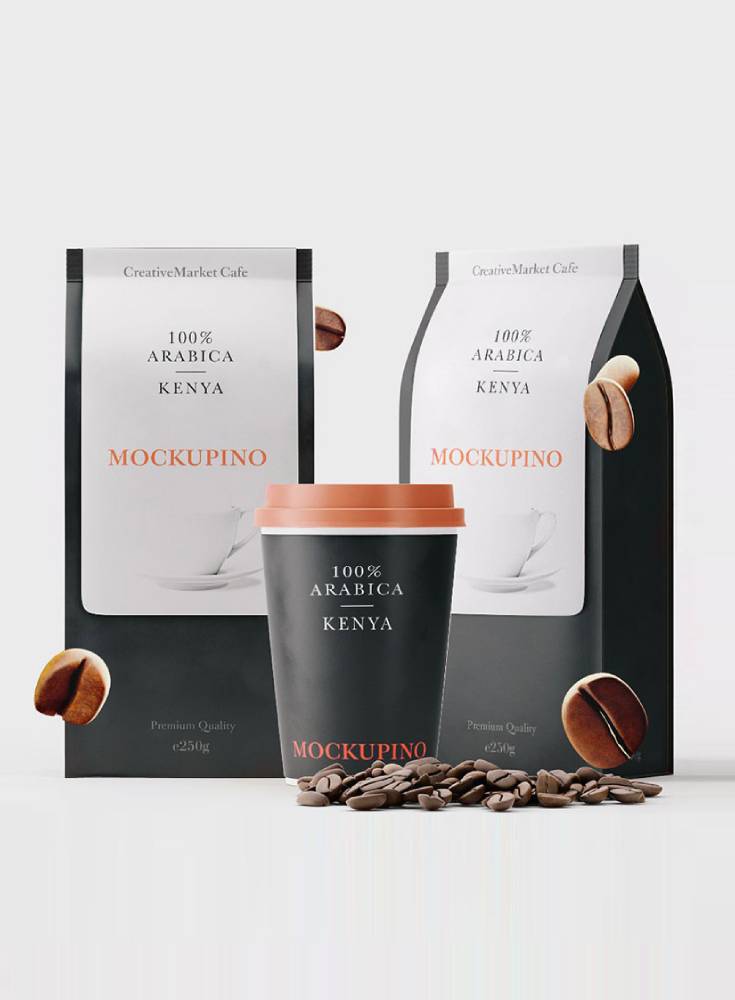 CreativeMarket Cafe
100%
ARABICA
KENYA
MOCKUPINO
Premium Quality
e250g
CreativeMarket Cafe
100%
ARABICA
KENYA
MOCKUPINO
Premium Quality
e250g
100%
ARABICA
KENYA
MOCKUPINO